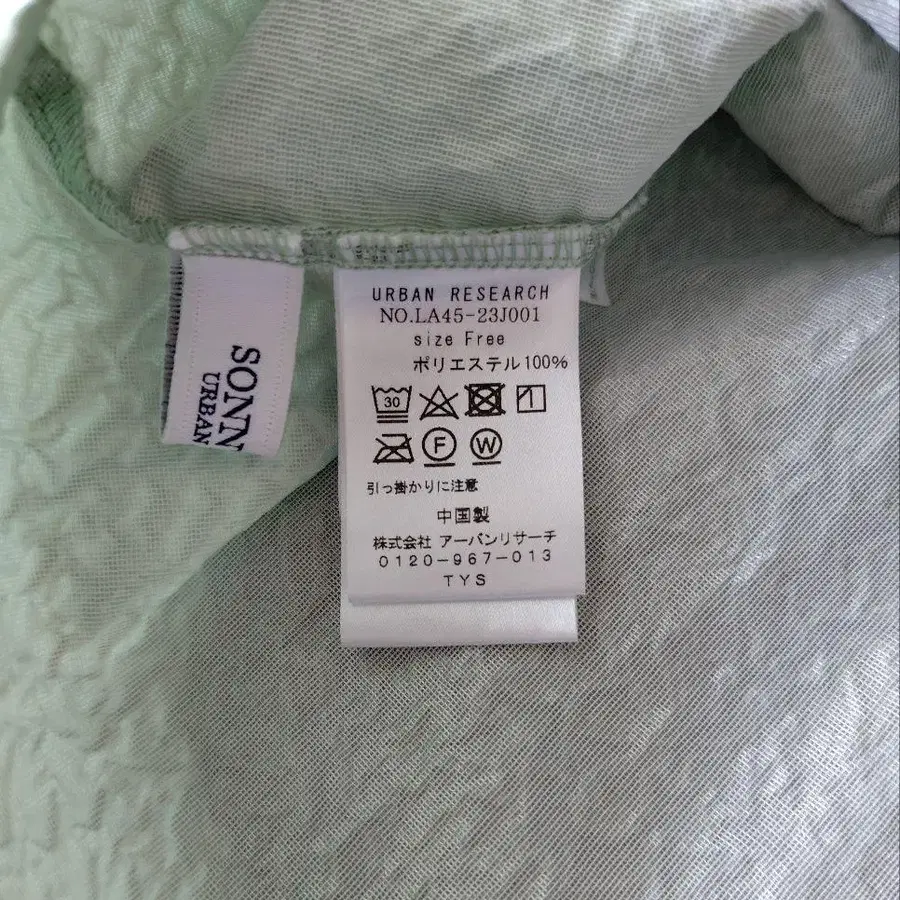 SONN
URBAN
URBAN RESEARCH
NO.LA45-23J001
size Free
ポリエステル100%
30
F W
引っ掛かりに注意
中国製
株式会社 アーバンリサーチ
0120-967-013
TYS